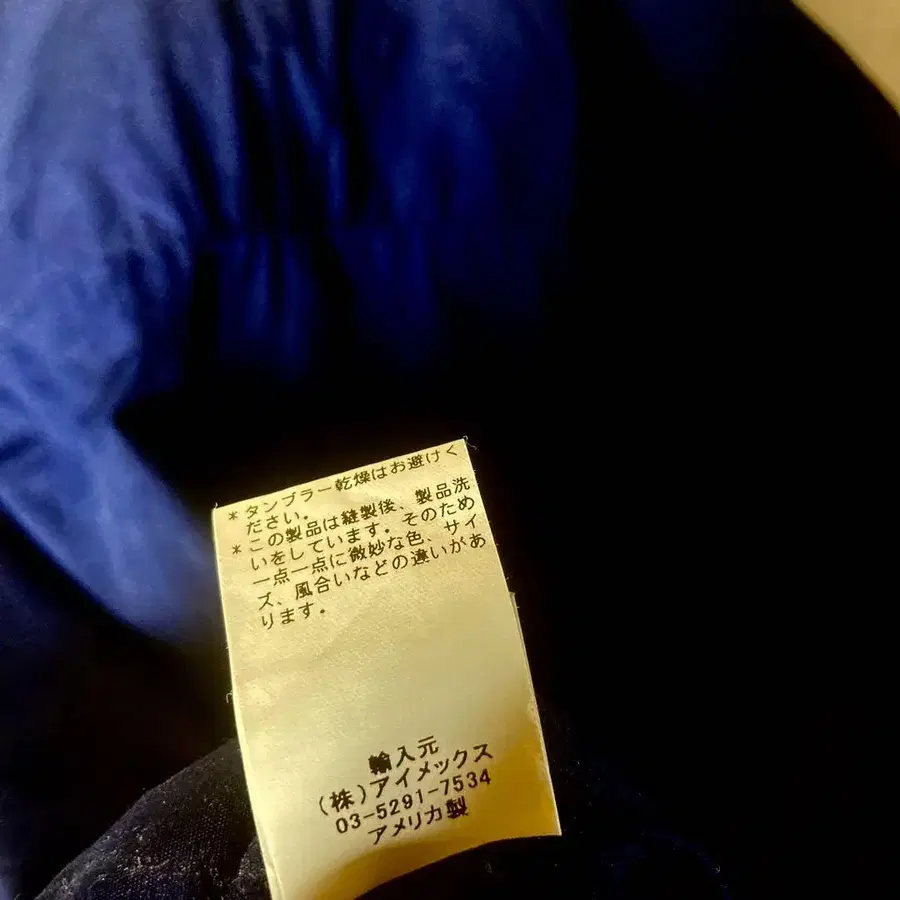 ＊タンブラー乾燥はお避けく
ださい。
＊この製品は縫製後、製品洗
いをしています。そのため
一点一点に微妙な色、サイ
ズ、風合いなどの違いがあ
ります。
輸入元
(株)アイメックス
03-5291-7534
アメリカ製